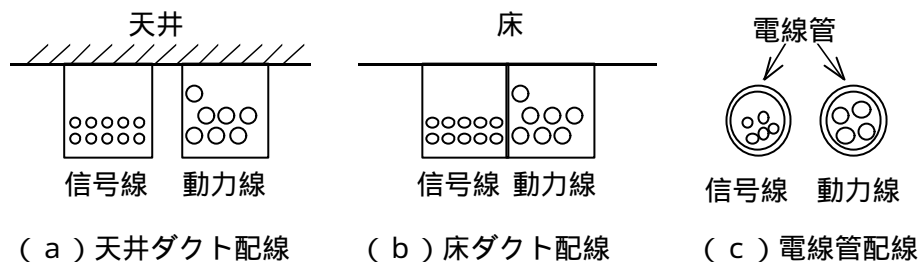 天井
床
電線管
信号線 動力線
信号線 動力線
信号線 動力線
(a)天井ダクト配線
(b)床ダクト配線
(c)電線管配線